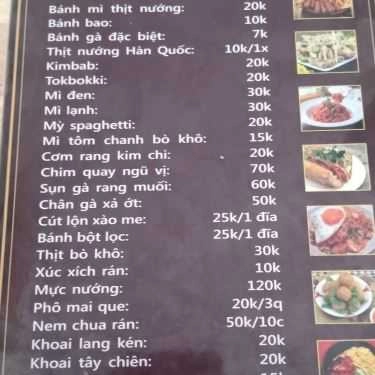 Bánh mì thịt nướng: 20k
Bánh bao: 10k
Bánh gà đặc biệt: 7k
Thịt nướng Hàn Quốc: 10k/1x
Kimbab: 20k
Tokbokki: 20k
Mì đen: 30k
Mì lạnh: 30k
Mỳ spaghetti: 20k
Mì tôm chanh bò khô: 15k
Cơm rang kim chi: 20k
Chim quay ngũ vị: 70k
Sụn gà rang muối: 60k
Chân gà xả ớt: 50k
Cút lộn xào me: 25k/1 đĩa
Bánh bột lọc: 25k/1 đĩa
Thịt bò khô: 30k
Xúc xích rán: 10k
Mực nướng: 120k
Phô mai que: 20k/3q
Nem chua rán: 50k/10c
Khoai lang kén: 20k
Khoai tây chiên: 20k